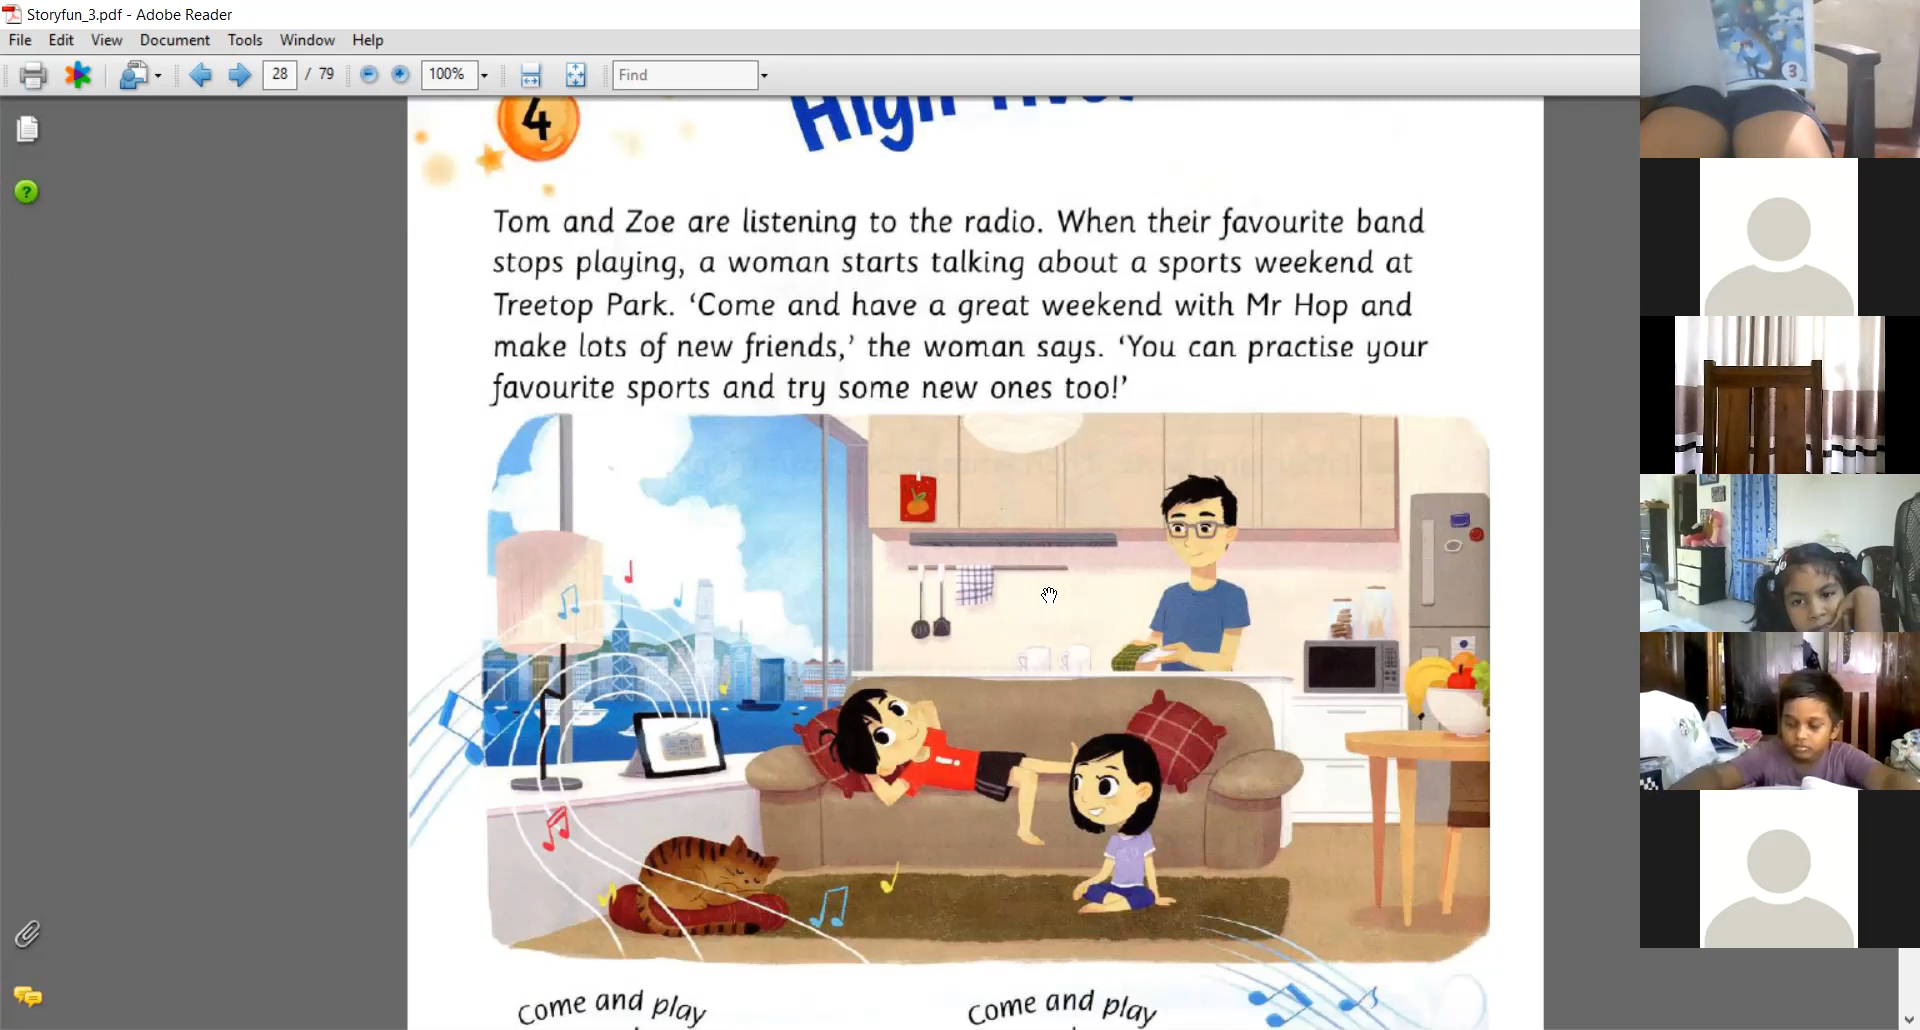 Storyfun_3.pdf - Adobe Reader
File Edit View Document Tools Window Help
28 / 79 100% Find
4
3
Tom and Zoe are listening to the radio. When their favourite band
stops playing, a woman starts talking about a sports weekend at
Treetop Park. ‘Come and have a great weekend with Mr Hop and
make lots of new friends,’ the woman says. ‘You can practise your
favourite sports and try some new ones too!’
Come and play
Come and play